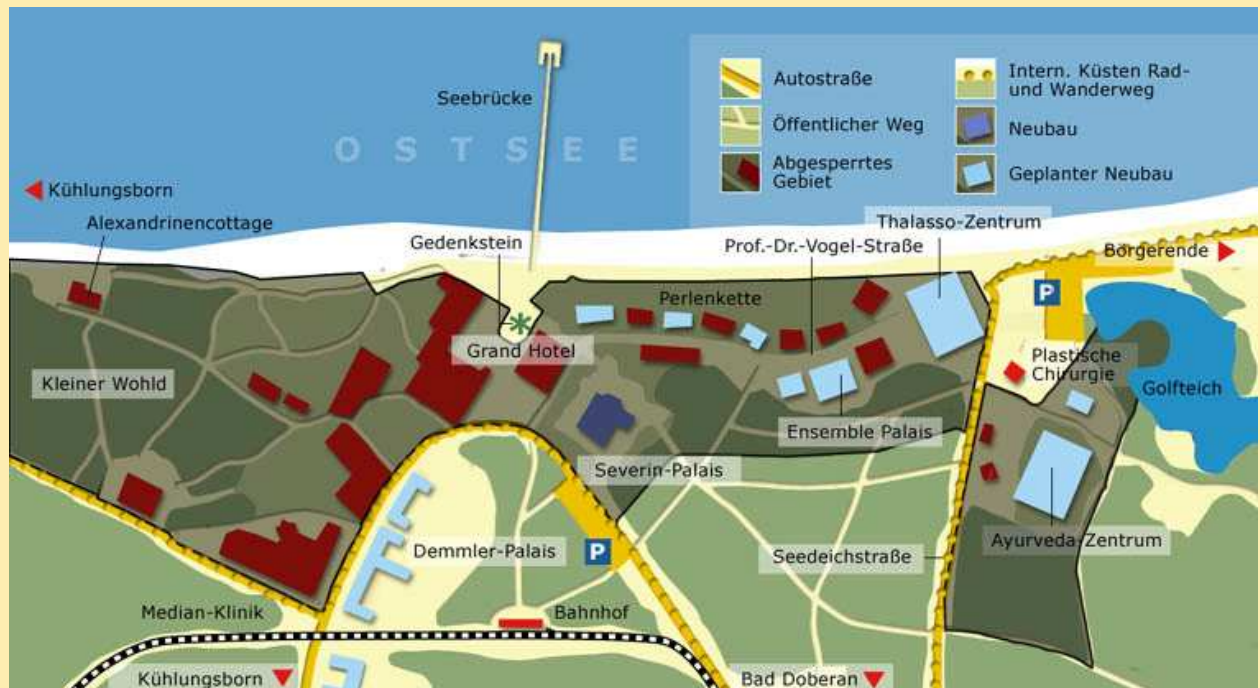 Seebrücke
OSTSEE
Autostraße
Öffentlicher Weg
Abgesperrtes
Gebiet
Intern. Küsten Rad-
und Wanderweg
Neubau
Geplanter Neubau
Kühlungsborn
Alexandrinencottage
Gedenkstein
Prof.-Dr.-Vogel-Straße
Thalasso-Zentrum
Börgerende
P
Perlenkette
Grand Hotel
Kleiner Wohld
Plastische
Chirurgie
Golfteich
Ensemble Palais
Severin-Palais
Demmler-Palais
P
Seedeichstraße
Ayurveda-Zentrum
Median-Klinik
Bahnhof
Kühlungsborn
Bad Doberan